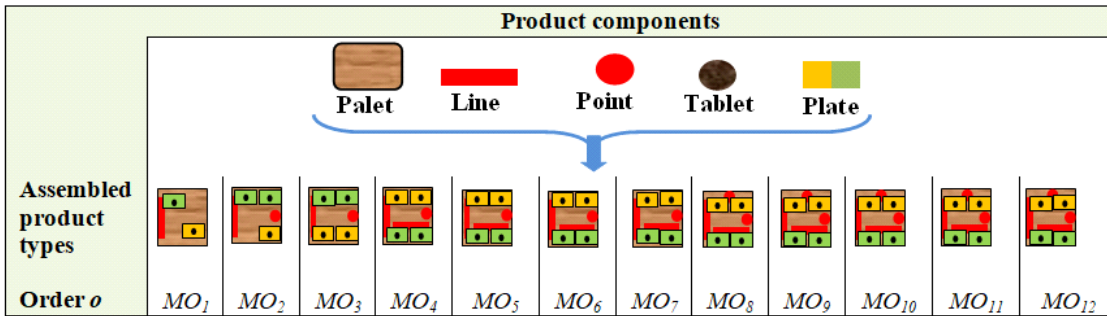 Product components
Palet Line Point Tablet Plate
Assembled
product
types
Order o MO1 MO2 MO3 MO4 MO5 MO6 MO7 MO8 MO9 MO10 MO11 MO12